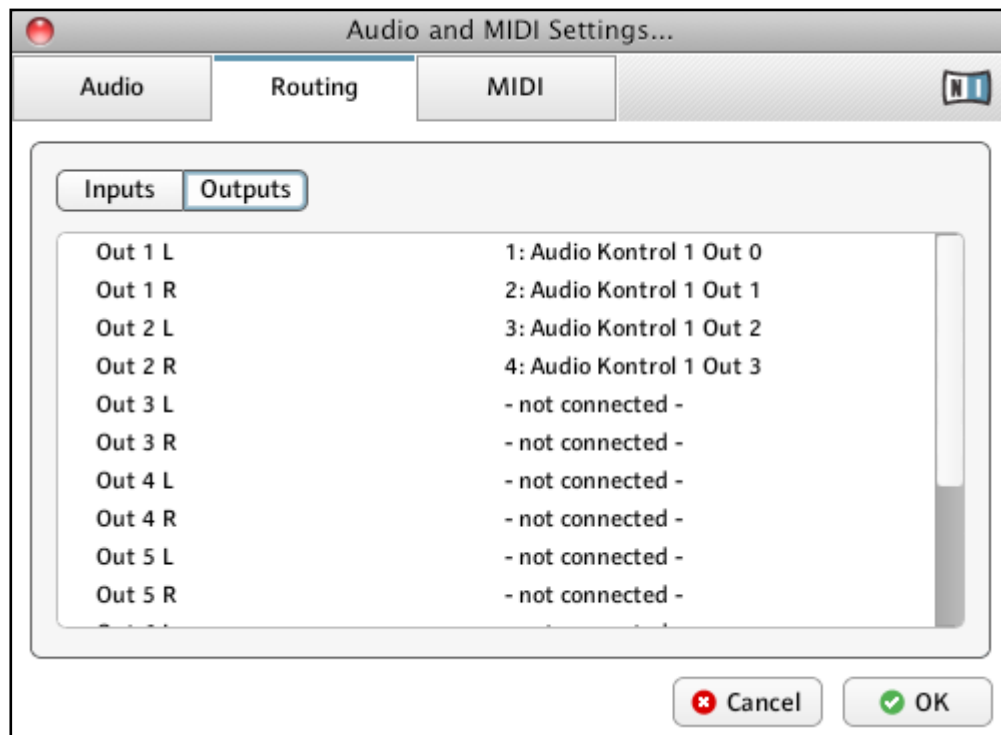 Audio and MIDI Settings...
Audio Routing MIDI
NI
Inputs Outputs
Out 1 L 1: Audio Kontrol 1 Out 0
Out 1 R 2: Audio Kontrol 1 Out 1
Out 2 L 3: Audio Kontrol 1 Out 2
Out 2 R 4: Audio Kontrol 1 Out 3
Out 3 L - not connected -
Out 3 R - not connected -
Out 4 L - not connected -
Out 4 R - not connected -
Out 5 L - not connected -
Out 5 R - not connected -
Cancel OK